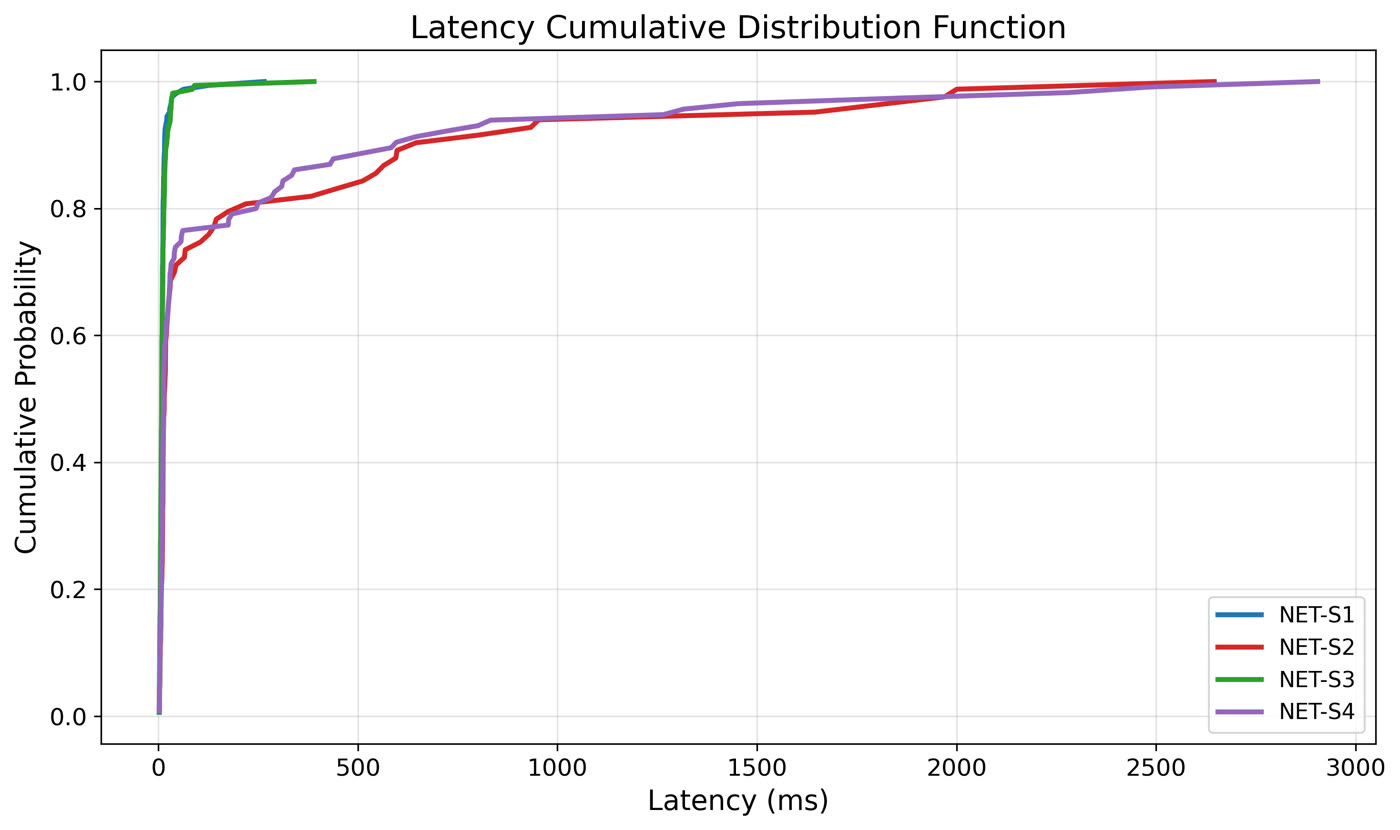 Latency Cumulative Distribution Function
Cumulative Probability
1.0
0.8
0.6
0.4
0.2
0.0
NET-S1
NET-S2
NET-S3
NET-S4
0 500 1000 1500 2000 2500 3000
Latency (ms)